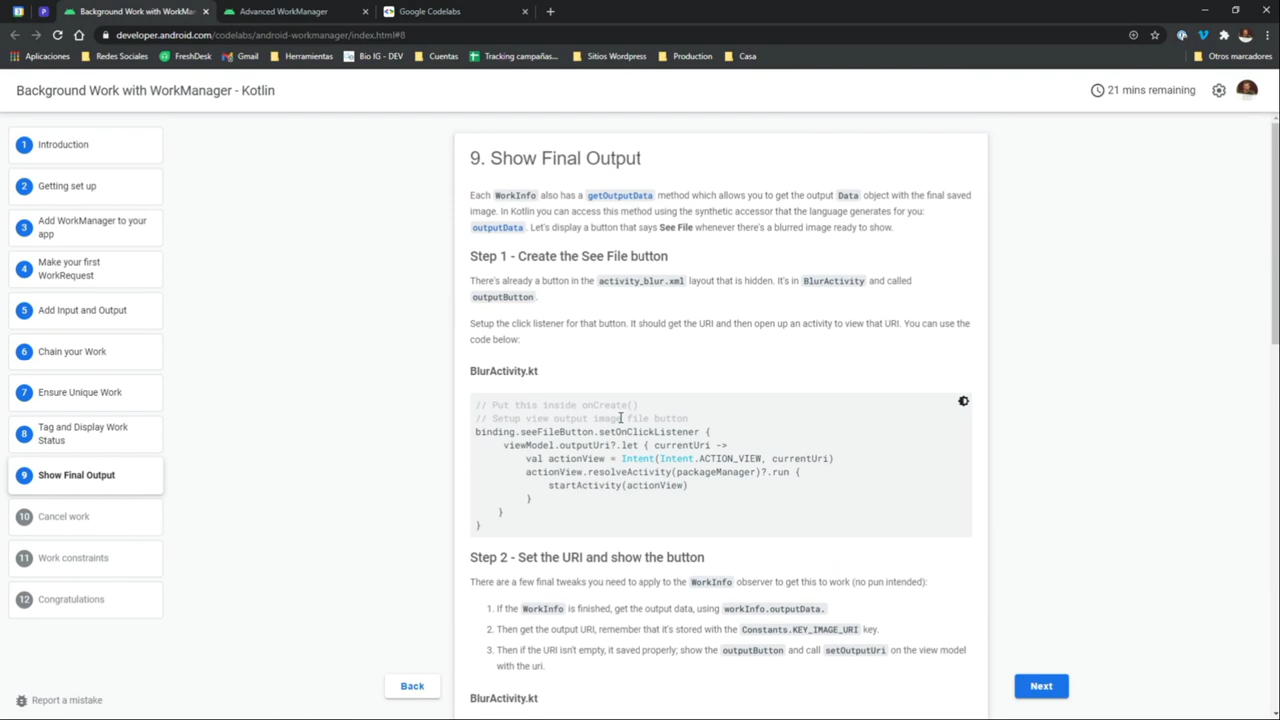 Background Work with WorkMar
Advanced WorkManager
Google Codelabs
developer.android.com/codelabs/android-workmanager/index.html#8
Aplicaciones
Redes Sociales
FreshDesk
Gmail
Herramientas
Bio IG - DEV
Cuentas
Tracking campañas...
Sitios Wordpress
Production
Casa
Otros marcadores
Background Work with WorkManager - Kotlin
21 mins remaining
1 Introduction
2 Getting set up
3 Add WorkManager to your
app
4 Make your first
WorkRequest
5 Add Input and Output
6 Chain your Work
7 Ensure Unique Work
8 Tag and Display Work
Status
9 Show Final Output
10 Cancel work
11 Work constraints
12 Congratulations
Report a mistake
9. Show Final Output
Each WorkInfo also has a getOutputData method which allows you to get the output Data object with the final saved
image. In Kotlin you can access this method using the synthetic accessor that the language generates for you:
outputData. Let's display a button that says See File whenever there's a blurred image ready to show.
Step 1 - Create the See File button
There's already a button in the activity_blur.xml layout that is hidden. It's in BlurActivity and called
outputButton.
Setup the click listener for that button. It should get the URI and then open up an activity to view that URI. You can use the
code below:
BlurActivity.kt
// Put this inside onCreate()
// Setup view output image file button
binding.seeFileButton.setOnClickListener {
viewModel.outputUri?.let { currentUri ->
val actionView = Intent(Intent.ACTION_VIEW, currentUri)
actionView.resolveActivity(packageManager)?.run {
startActivity(actionView)
}
}
}
Step 2 - Set the URI and show the button
There are a few final tweaks you need to apply to the WorkInfo observer to get this to work (no pun intended):
1. If the WorkInfo is finished, get the output data, using workInfo.outputData.
2. Then get the output URI, remember that it's stored with the Constants.KEY_IMAGE_URI key.
3. Then if the URI isn't empty, it saved properly; show the outputButton and call setOutputUri on the view model
with the uri.
BlurActivity.kt
Back
Next